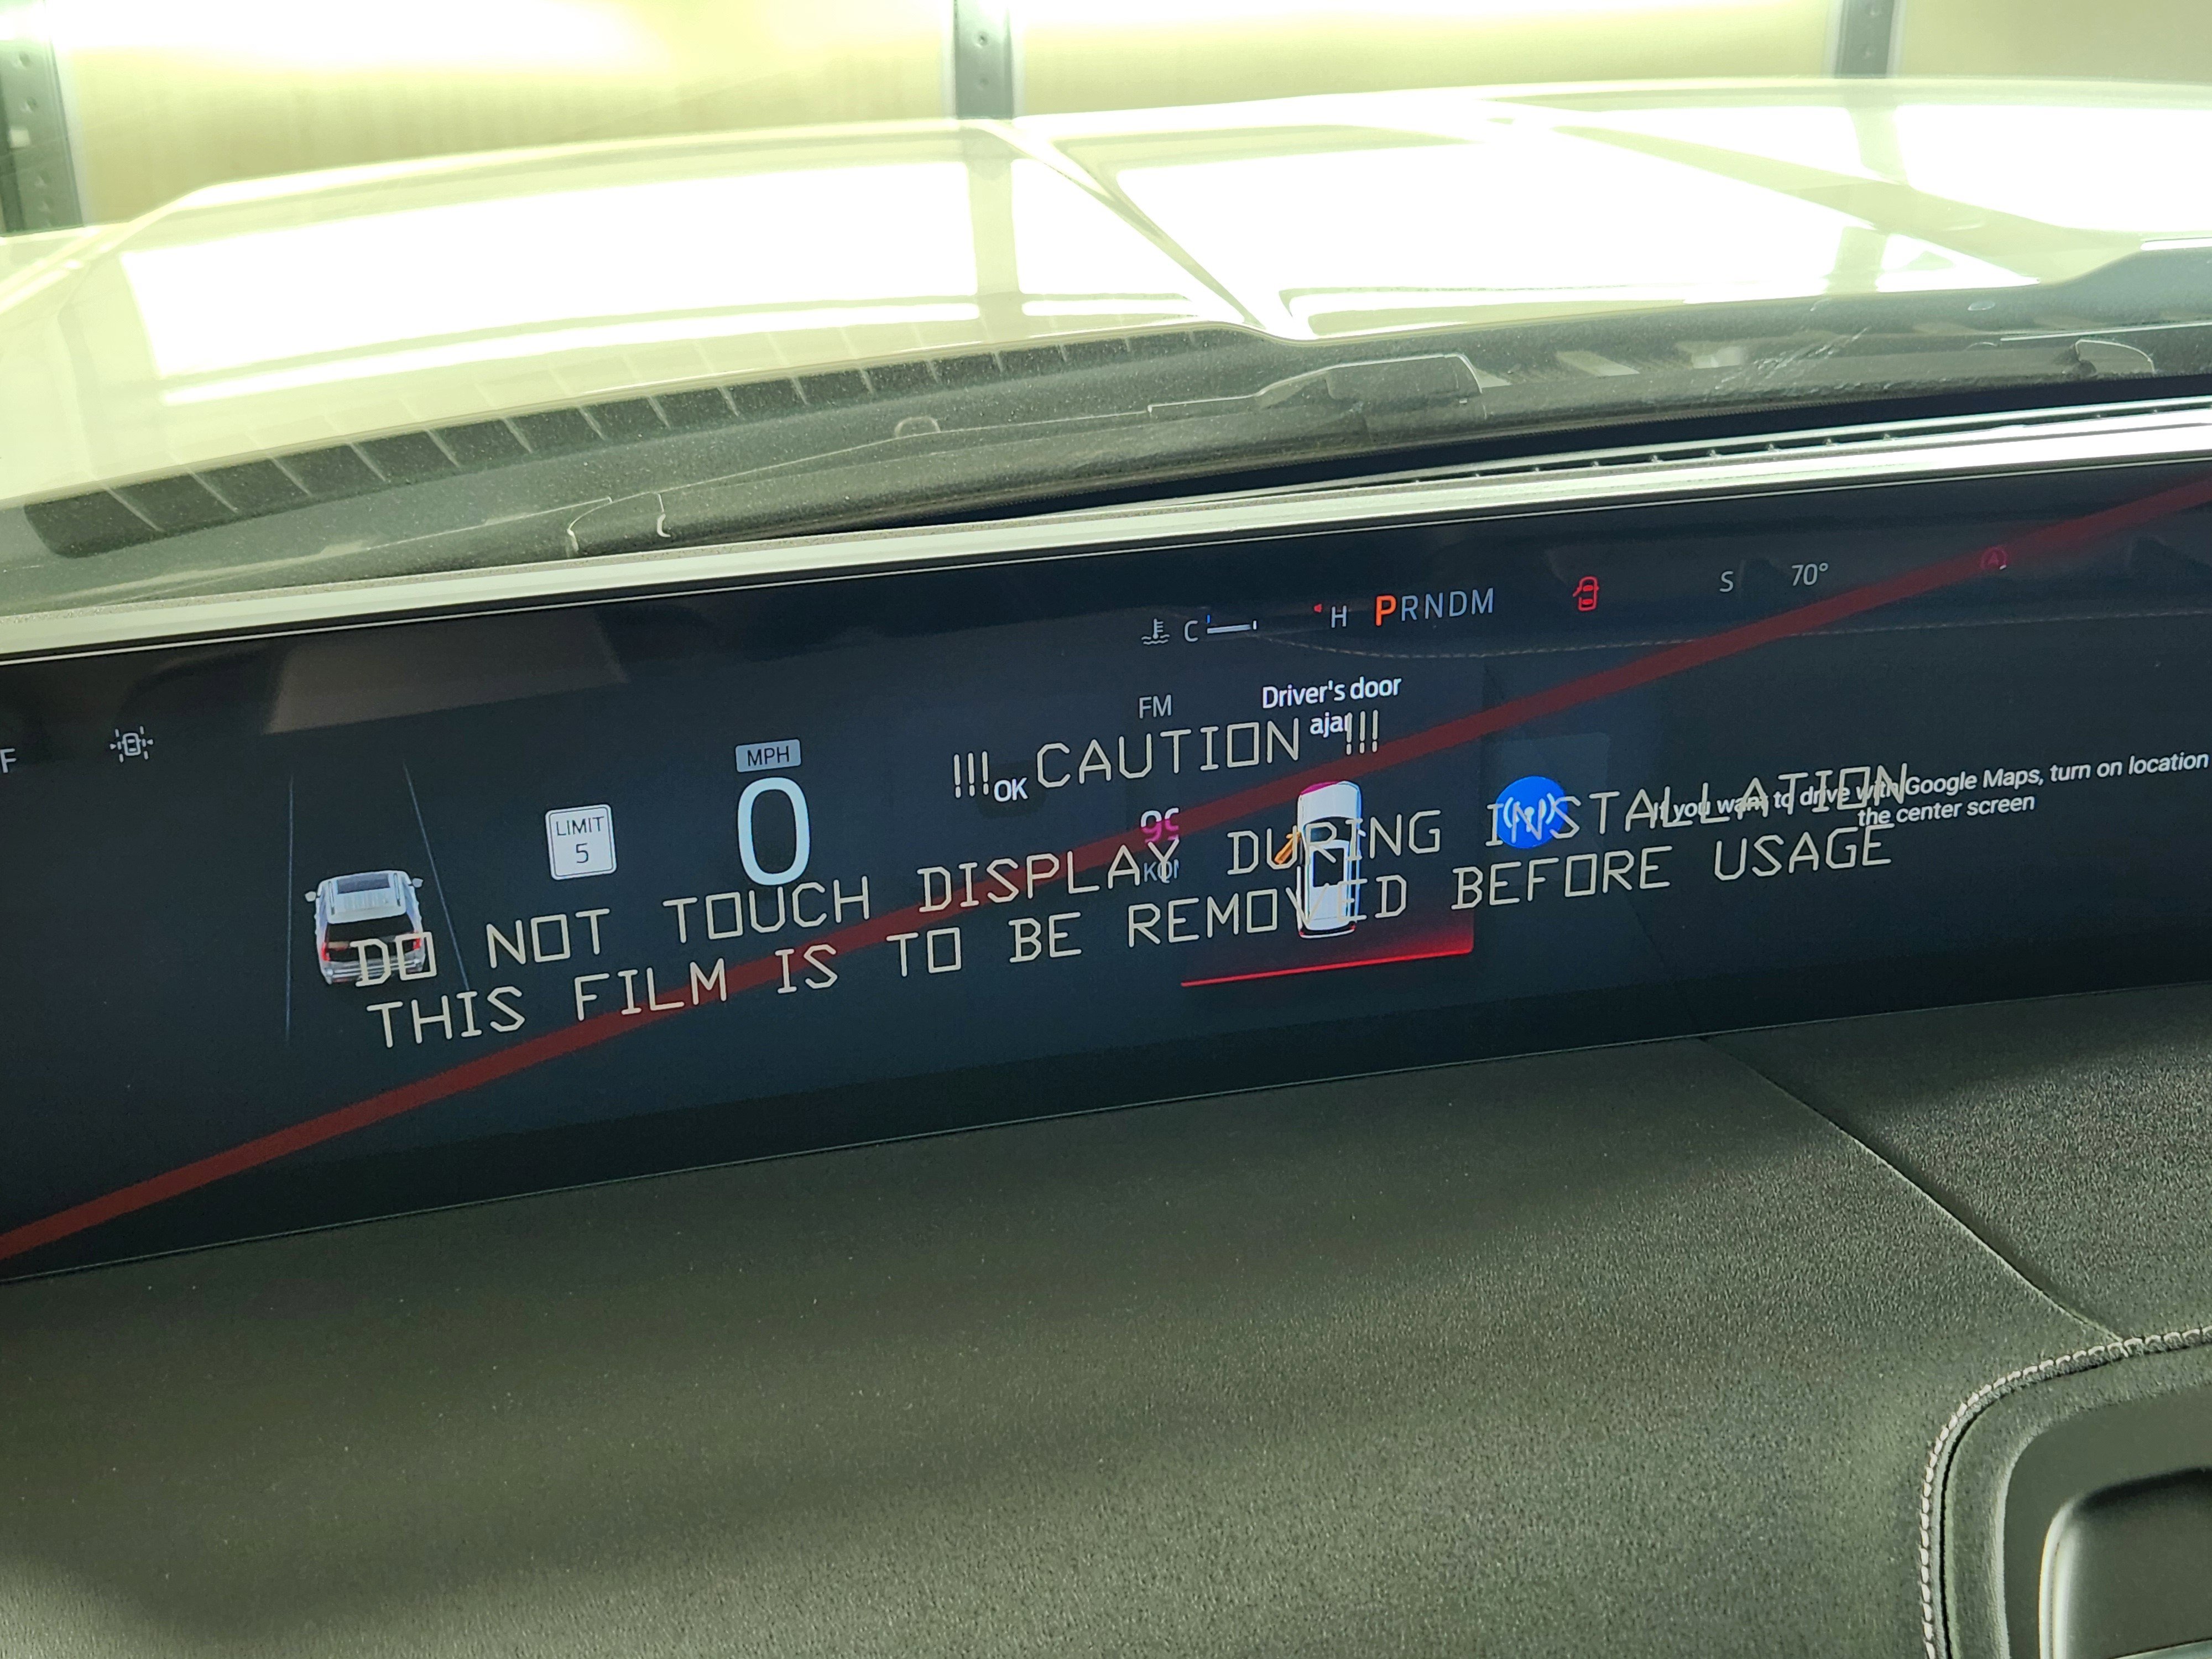 C H PRNDM S 70°
FM Driver's door
ajar
F MPH !!! CAUTION !!!
OK
LIMIT
5
0
If you want to drive with Google Maps, turn on location
the center screen
DO NOT TOUCH DISPLAY DURING INSTALLATION
THIS FILM IS TO BE REMOVED BEFORE USAGE